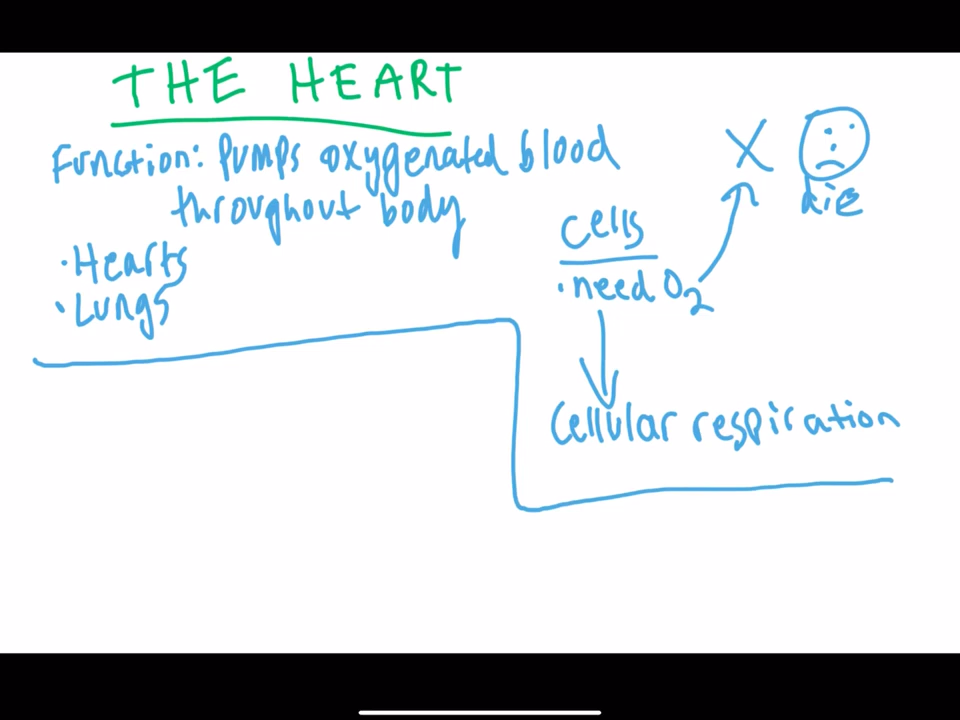 THE HEART
Function: Pumps oxygenated blood
throughout body
• Hearts
• Lungs
X
die
Cells
• need O2
Cellular respiration